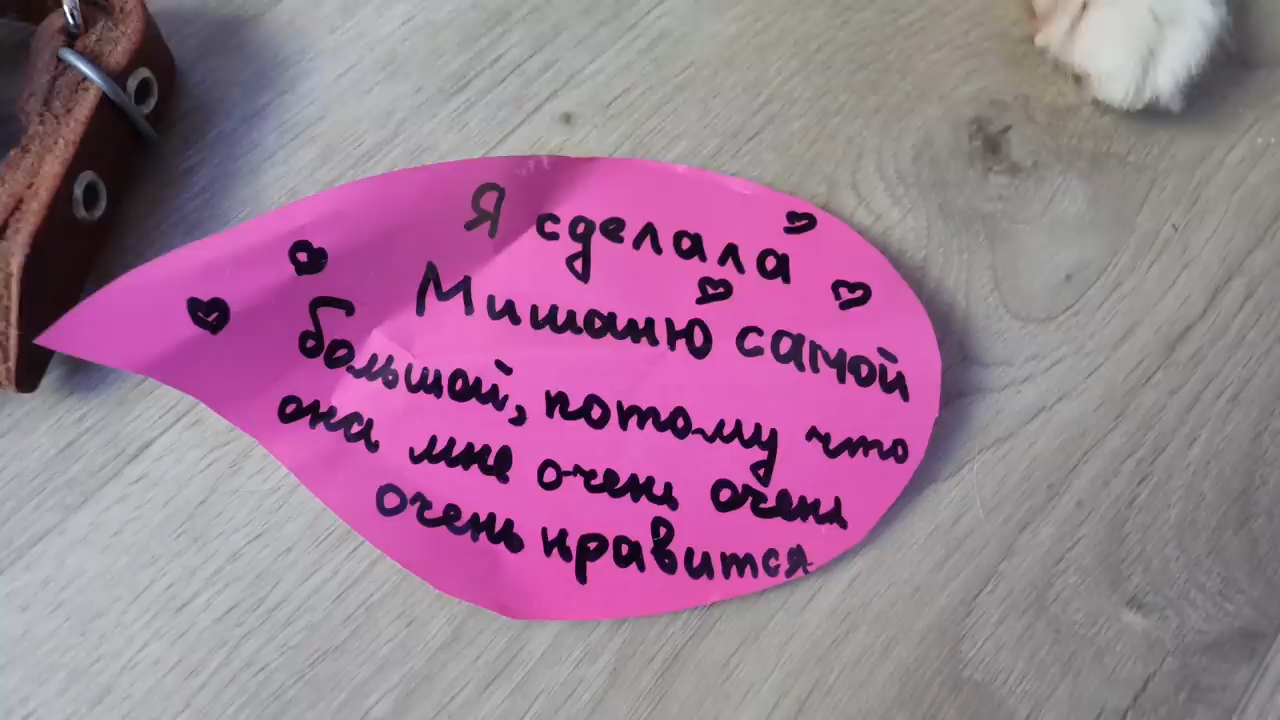 Я сделала
Мишаню самой
большой, потому что
она мне очень очень
очень нравится